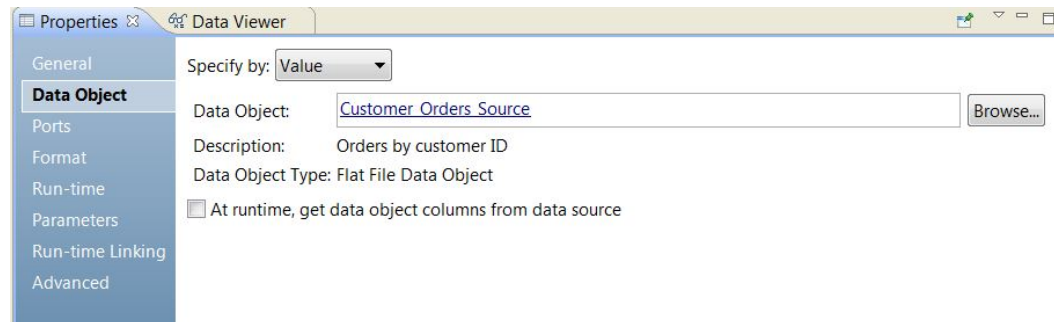 Properties Data Viewer
General
Specify by: Value
Data Object
Data Object: Customer_Orders_Source Browse...
Ports
Description: Orders by customer ID
Format
Data Object Type: Flat File Data Object
Run-time
At runtime, get data object columns from data source
Parameters
Run-time Linking
Advanced